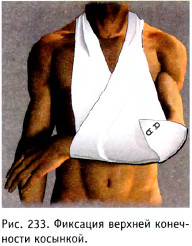 Рис. 233. Фиксация верхней конеч-
ности косынкой.